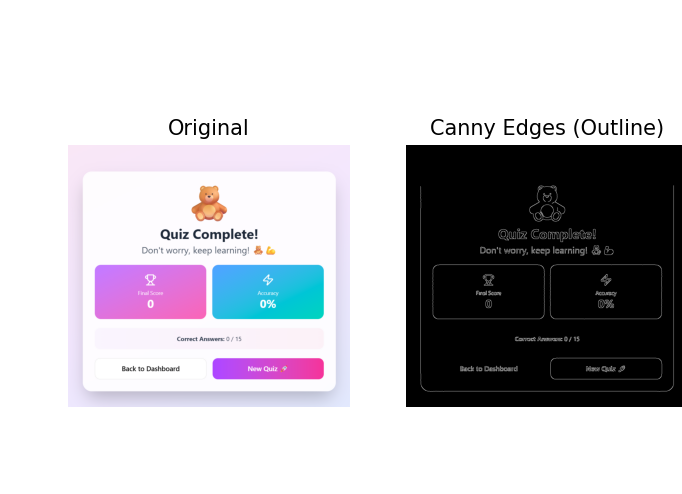 Original
Quiz Complete!
Don't worry, keep learning! 🧸 💪
Final Score
0
Accuracy
0%
Correct Answers: 0 / 15
Back to Dashboard
New Quiz 🚀
Canny Edges (Outline)
Quiz Complete!
Don't worry, keep learning! 🧸 💪
Final Score
0
Accuracy
0%
Correct Answers: 0 / 15
Back to Dashboard
New Quiz 🚀